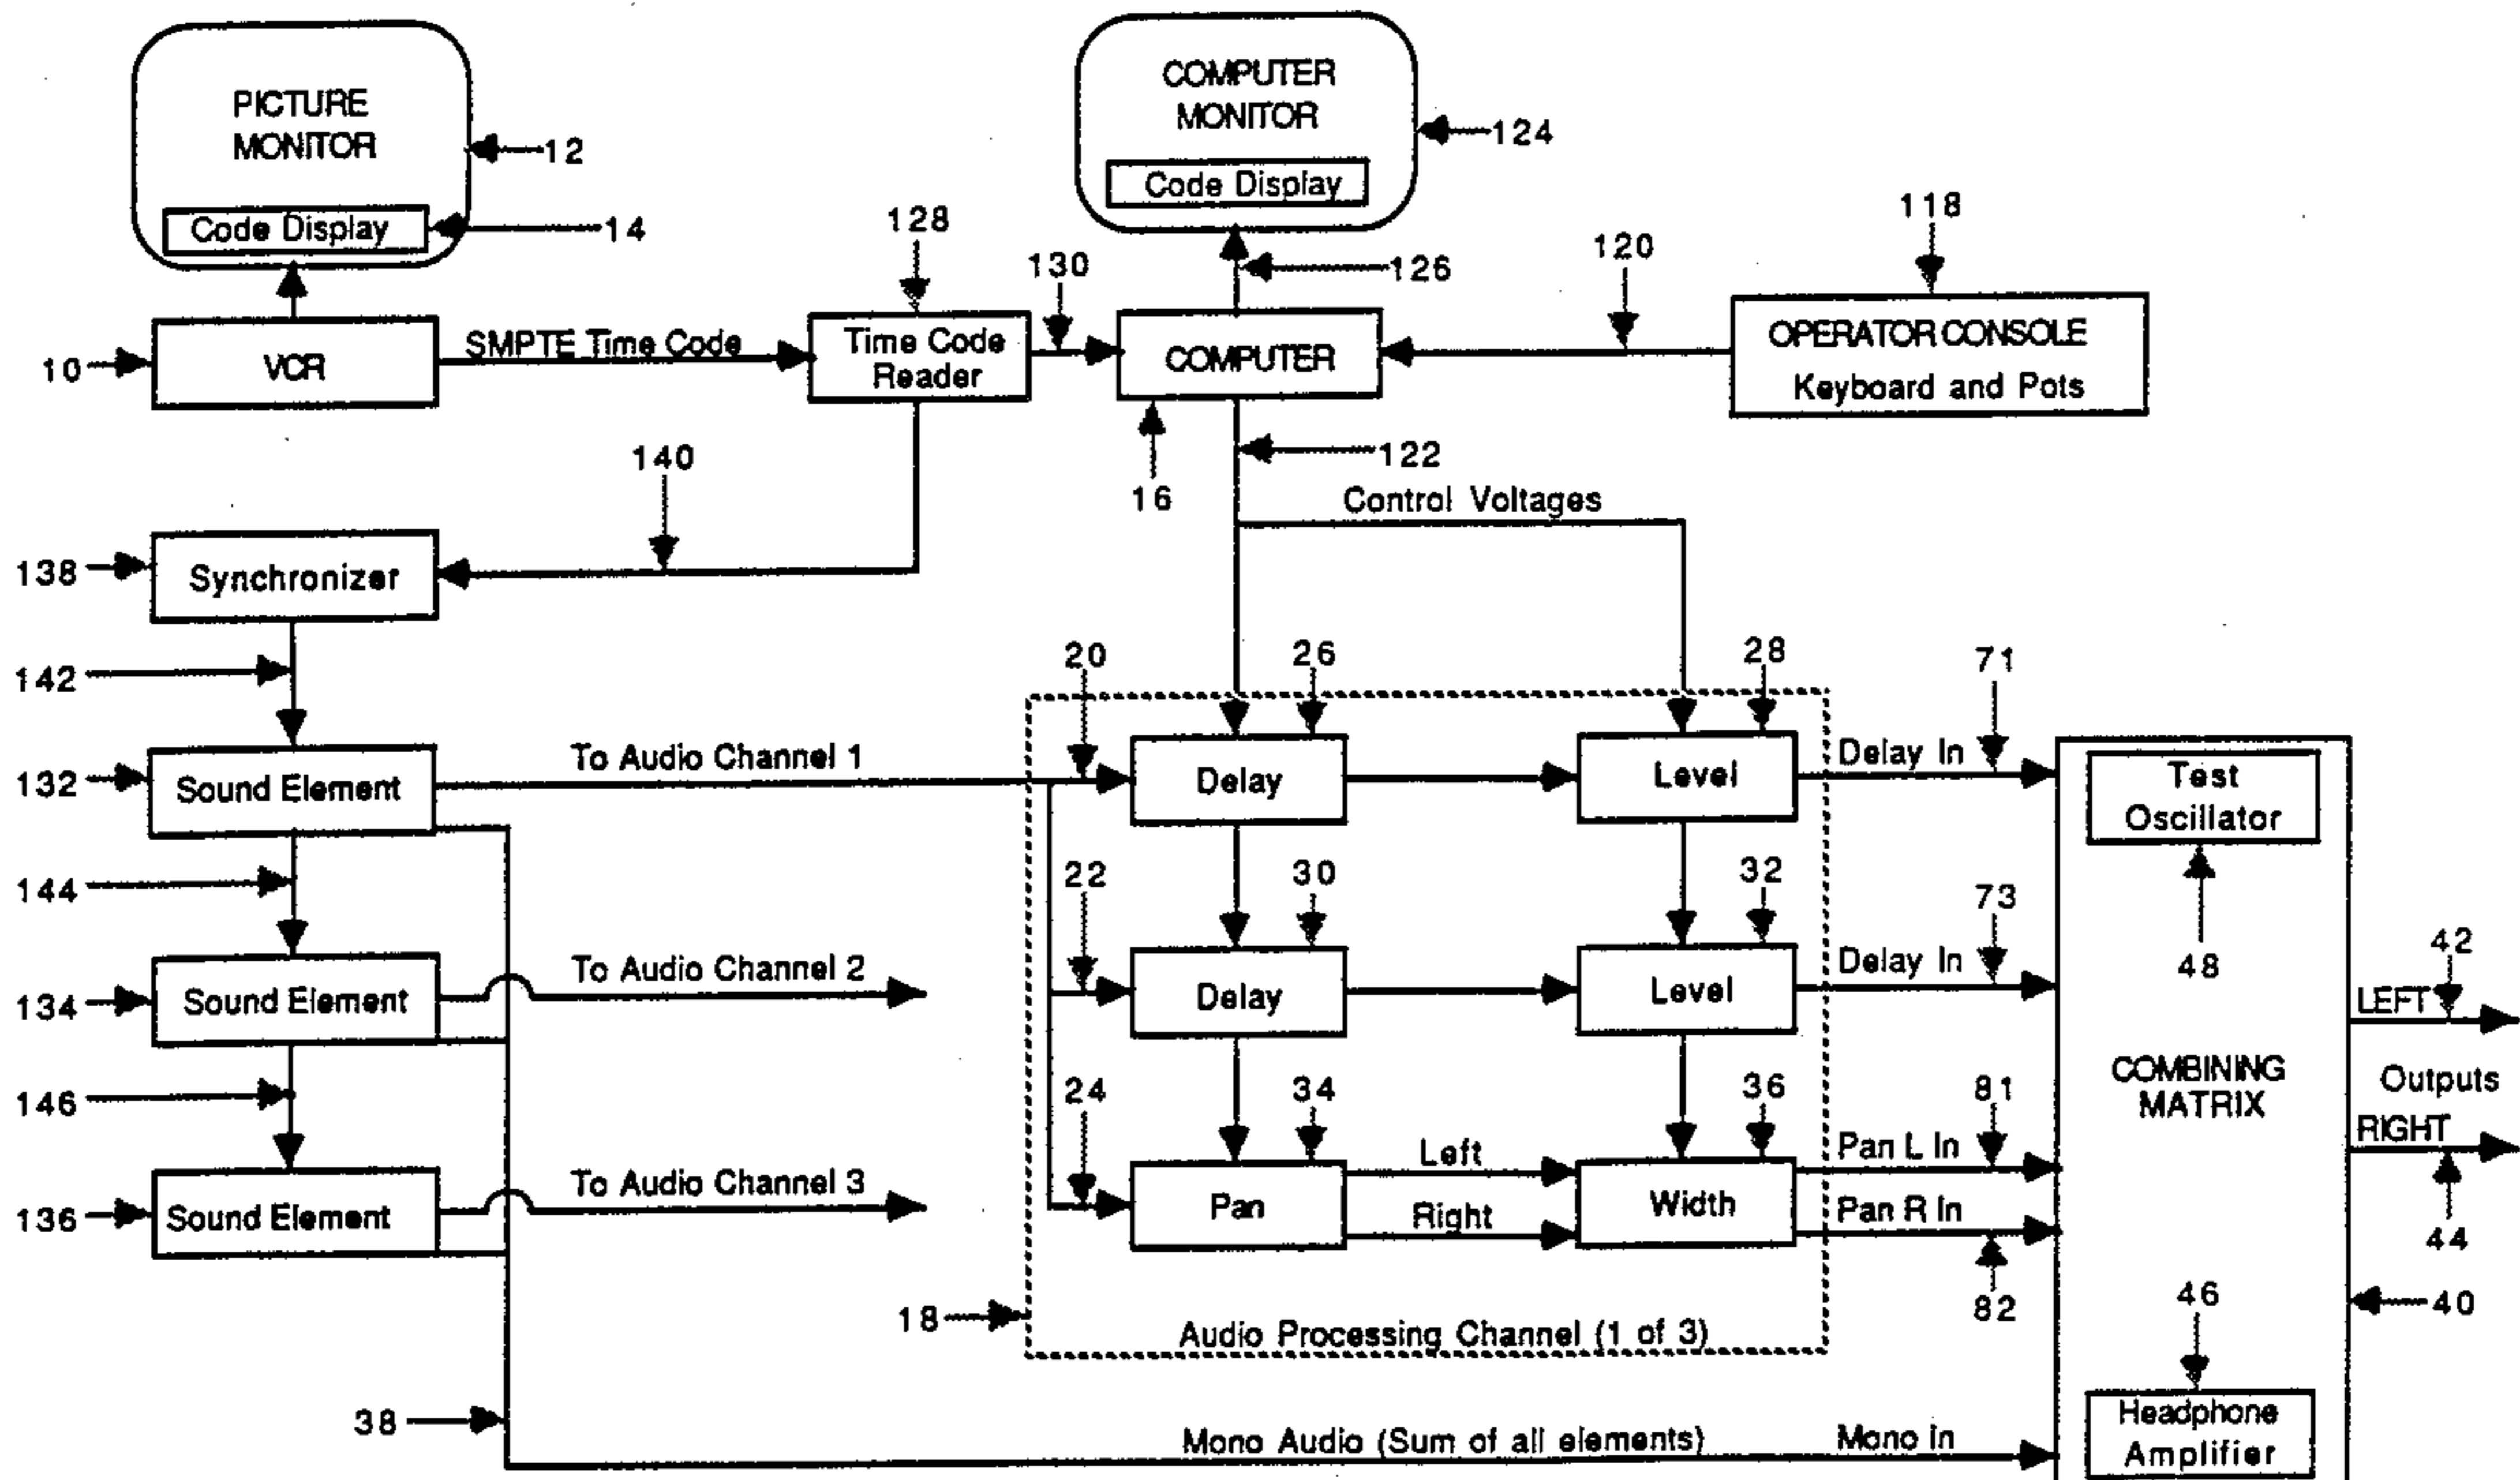 PICTURE
MONITOR
12
Code Display
14
COMPUTER
MONITOR
124
Code Display
128
130
126
120
118
10
VCR
SMPTE Time Code
Time Code
Reader
COMPUTER
OPERATOR CONSOLE
Keyboard and Pots
140
16
122
Control Voltages
138
Synchronizer
142
20
26
28
71
132
Sound Element
To Audio Channel 1
Delay
Level
Delay In
Test
Oscillator
144
22
30
32
73
48
42
134
Sound Element
To Audio Channel 2
Delay
Level
Delay In
LEFT
COMBINING
MATRIX
Outputs
146
24
34
36
81
RIGHT
136
Sound Element
To Audio Channel 3
Pan
Left
Right
Width
Pan L In
Pan R In
44
82
18
Audio Processing Channel (1 of 3)
46
40
38
Mono Audio (Sum of all elements)
Mono In
Headphone
Amplifier